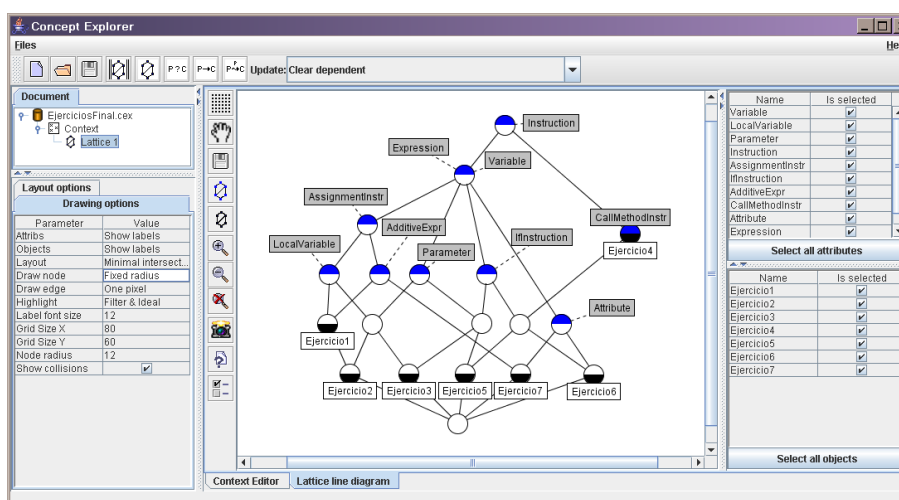 Concept Explorer
Files
He
P?C
P→C
P→C
Update: Clear dependent
Document
EjerciciosFinal.cex
Context
Lattice 1
Layout options
Drawing options
Parameter Value
Attribs Show labels
Objects Show labels
Layout Minimal intersect...
Draw node Fixed radius
Draw edge One pixel
Highlight Filter & Ideal
Label font size 12
Grid Size X 80
Grid Size Y 60
Node radius 12
Show collisions
Instruction
Expression
Variable
AssignmentInstr
AdditiveExpr
CallMethodInstr
LocalVariable
Parameter
IfInstruction
Ejercicio4
Attribute
Ejercicio1
Ejercicio2
Ejercicio3
Ejercicio5
Ejercicio7
Ejercicio6
Context Editor
Lattice line diagram
Name Is selected
Variable
LocalVariable
Parameter
Instruction
AssignmentInstr
IfInstruction
AdditiveExpr
CallMethodInstr
Attribute
Expression
Select all attributes
Name Is selected
Ejercicio1
Ejercicio2
Ejercicio3
Ejercicio4
Ejercicio5
Ejercicio6
Ejercicio7
Select all objects